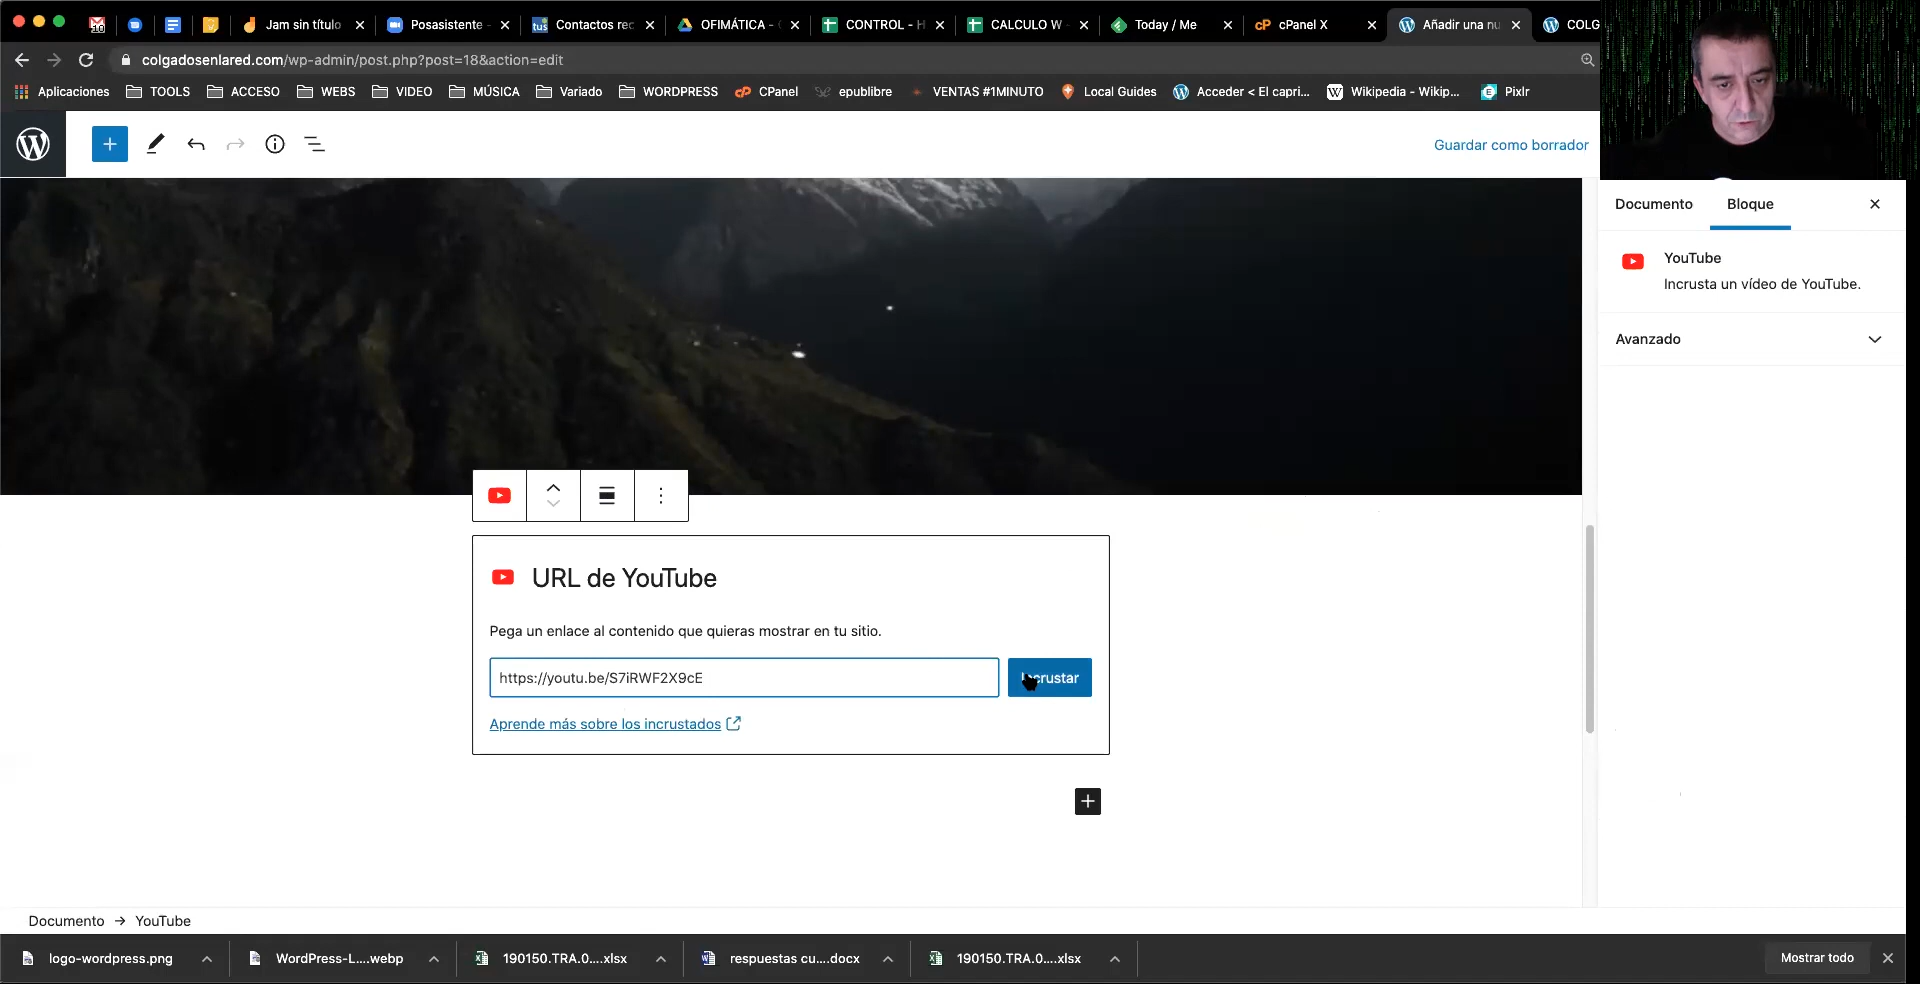 Jam sin título
Posasistente -
Contactos rec
OFIMÁTICA - (
CONTROL - H
CALCULO W -
Today / Me
cPanel X
Añadir una nu
COLG
colgadosenlared.com/wp-admin/post.php?post=18&action=edit
Aplicaciones
TOOLS
ACCESO
WEBS
VIDEO
MÚSICA
Variado
WORDPRESS
CPanel
epublibre
VENTAS #1MINUTO
Local Guides
Acceder < El capri...
Wikipedia - Wikip...
Pixlr
Guardar como borrador
Documento
Bloque
YouTube
Incrusta un vídeo de YouTube.
Avanzado
URL de YouTube
Pega un enlace al contenido que quieras mostrar en tu sitio.
https://youtu.be/S7iRWF2X9cE
Incrustar
Aprende más sobre los incrustados
Documento → YouTube
logo-wordpress.png
WordPress-L....webp
190150.TRA.0....xlsx
respuestas cu....docx
190150.TRA.0....xlsx
Mostrar todo